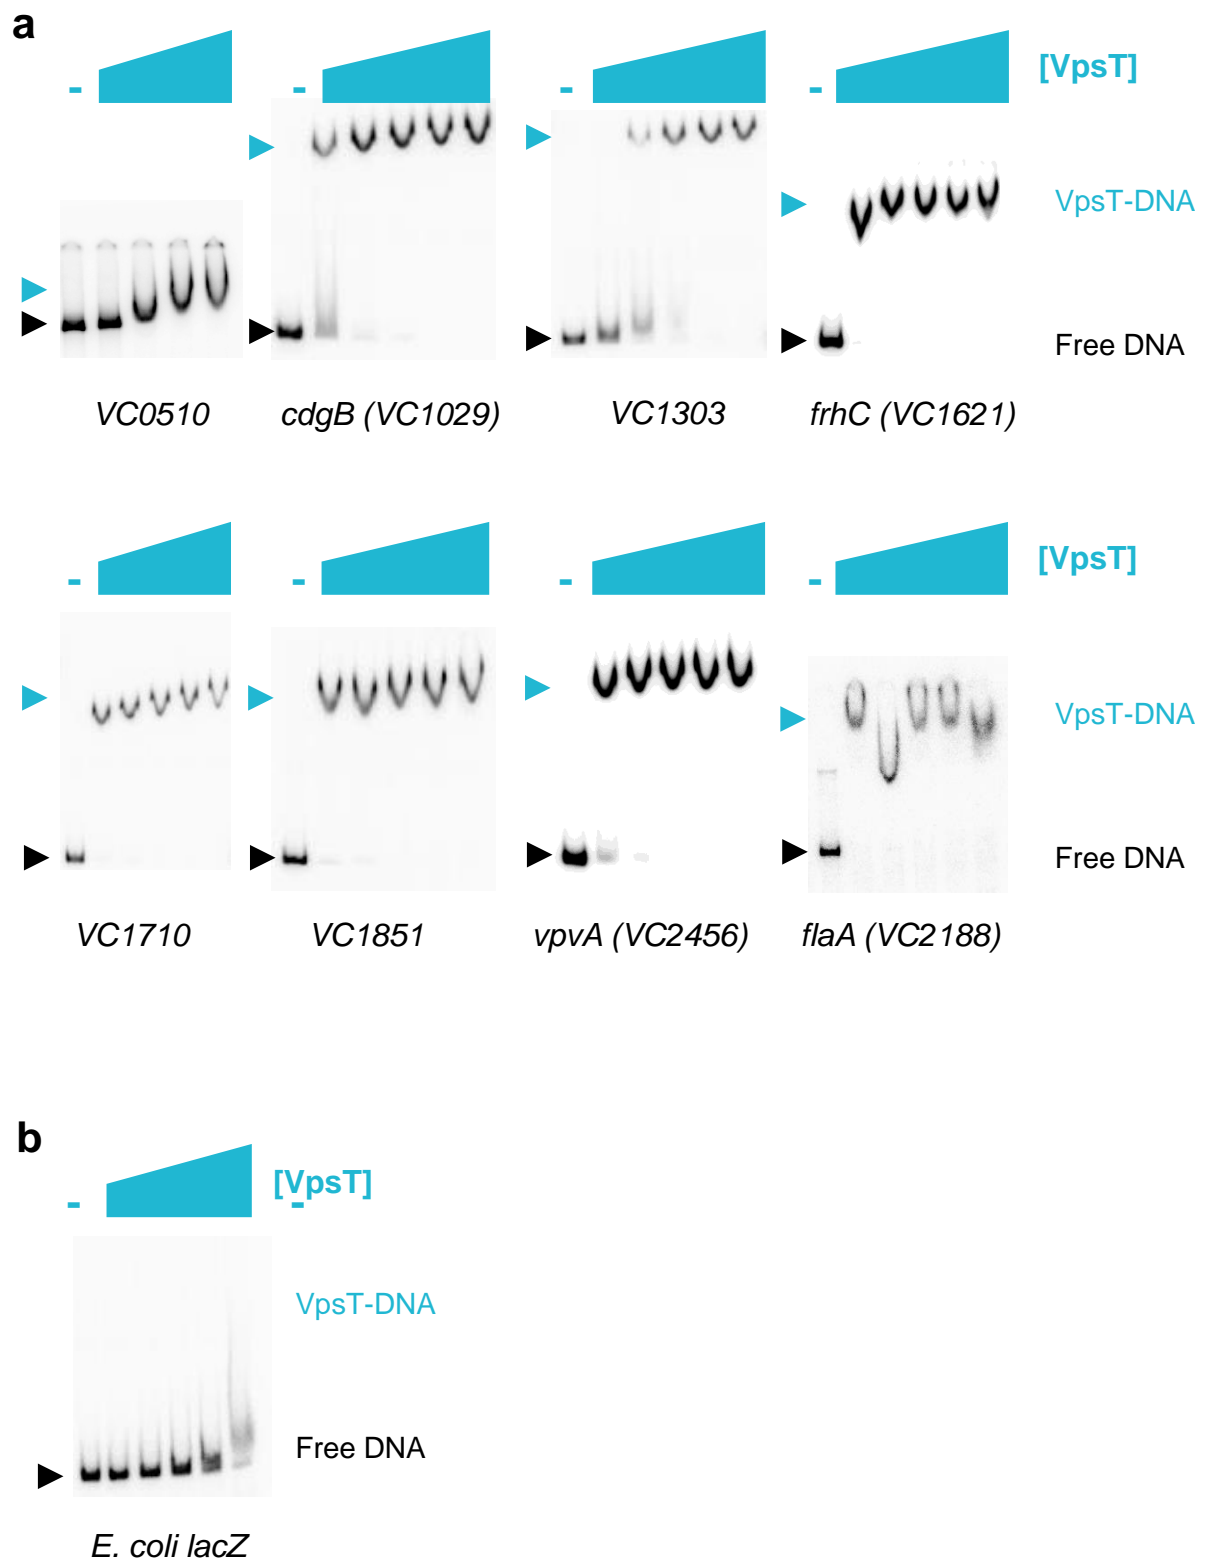 a
- - - - [VpsT]
VpsT-DNA
Free DNA
VC0510 cdgB (VC1029) VC1303 frhC (VC1621)
- - - - [VpsT]
VpsT-DNA
Free DNA
VC1710 VC1851 vpvA (VC2456) flaA (VC2188)
b
- [VpsT] -
VpsT-DNA
Free DNA
E. coli lacZ